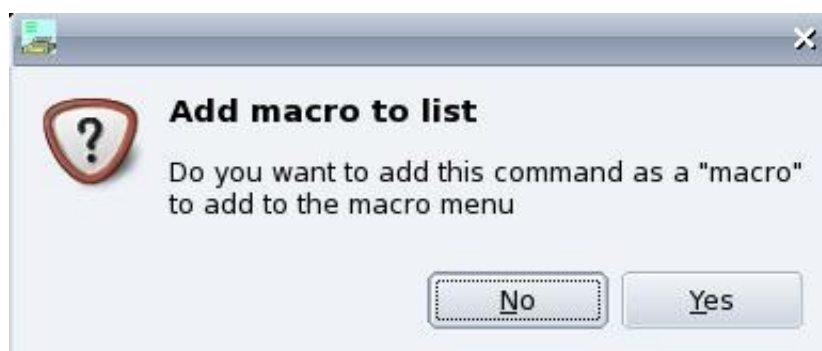 Add macro to list
Do you want to add this command as a "macro"
to add to the macro menu
No Yes